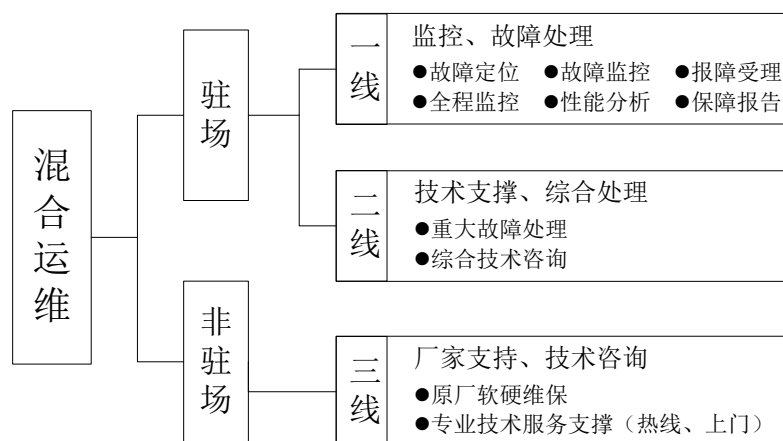 混合运维
驻场
一线
监控、故障处理
●故障定位 ●故障监控 ●报障受理
●全程监控 ●性能分析 ●保障报告
二线
技术支撑、综合处理
●重大故障处理
●综合技术咨询
非驻场
三线
厂家支持、技术咨询
●原厂软硬维保
●专业技术服务支撑（热线、上门）